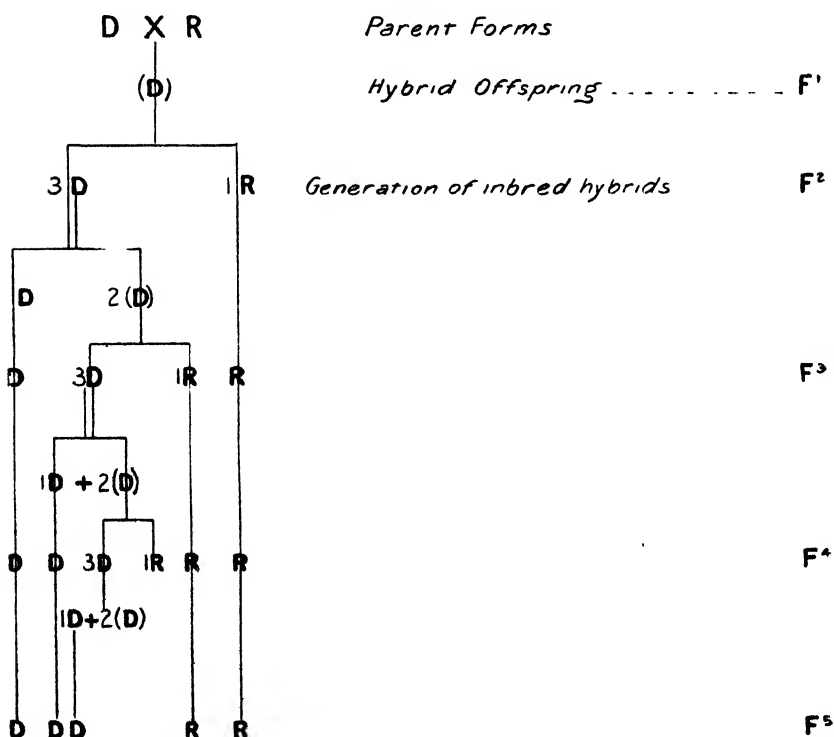 D X R Parent Forms
(D) Hybrid Offspring ............ F¹
3 D 1 R Generation of inbred hybrids F²
D 2(D)
D 3D 1R R F³
1D + 2(D)
D D 3D 1R R R F⁴
1D+2(D)
D D D R R F⁵